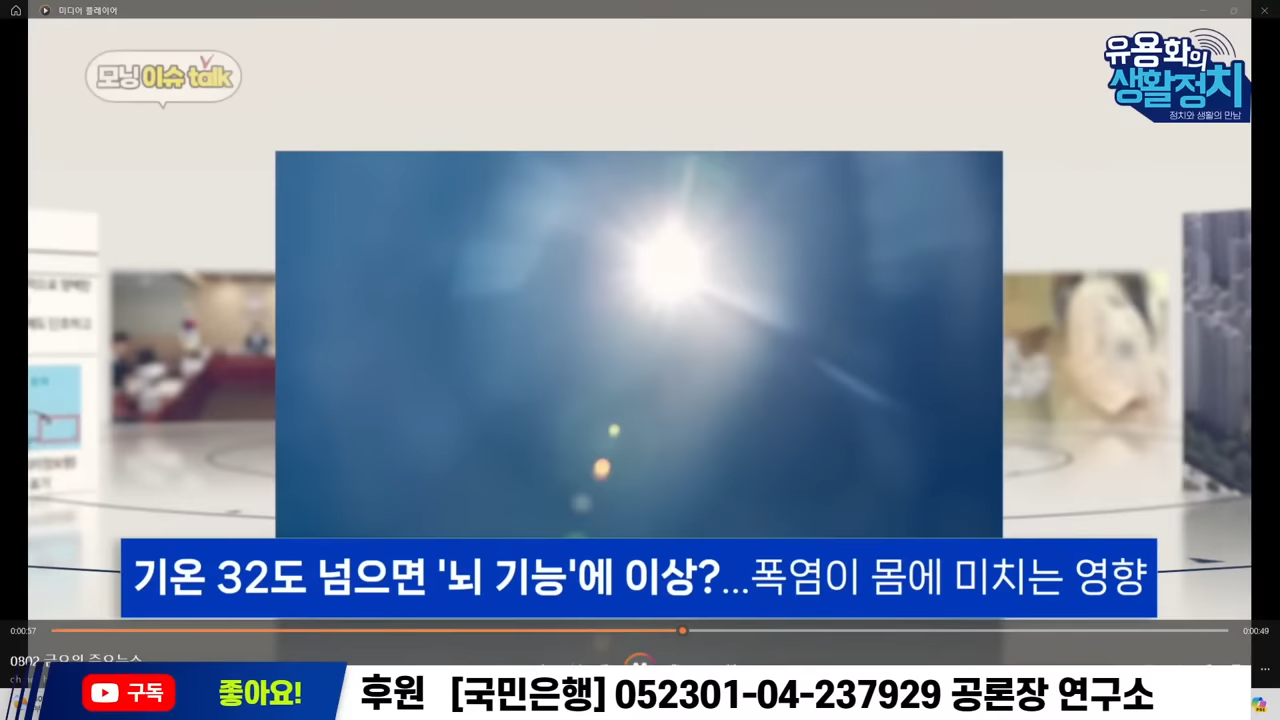 미디어 플레이어
모닝이슈 talk
유용화의
생활정치
정치와 생활의 만남
기온 32도 넘으면 '뇌 기능'에 이상?...폭염이 몸에 미치는 영향
0:00:57
0:00:49
구독
좋아요!
후원 [국민은행] 052301-04-237929 공론장 연구소